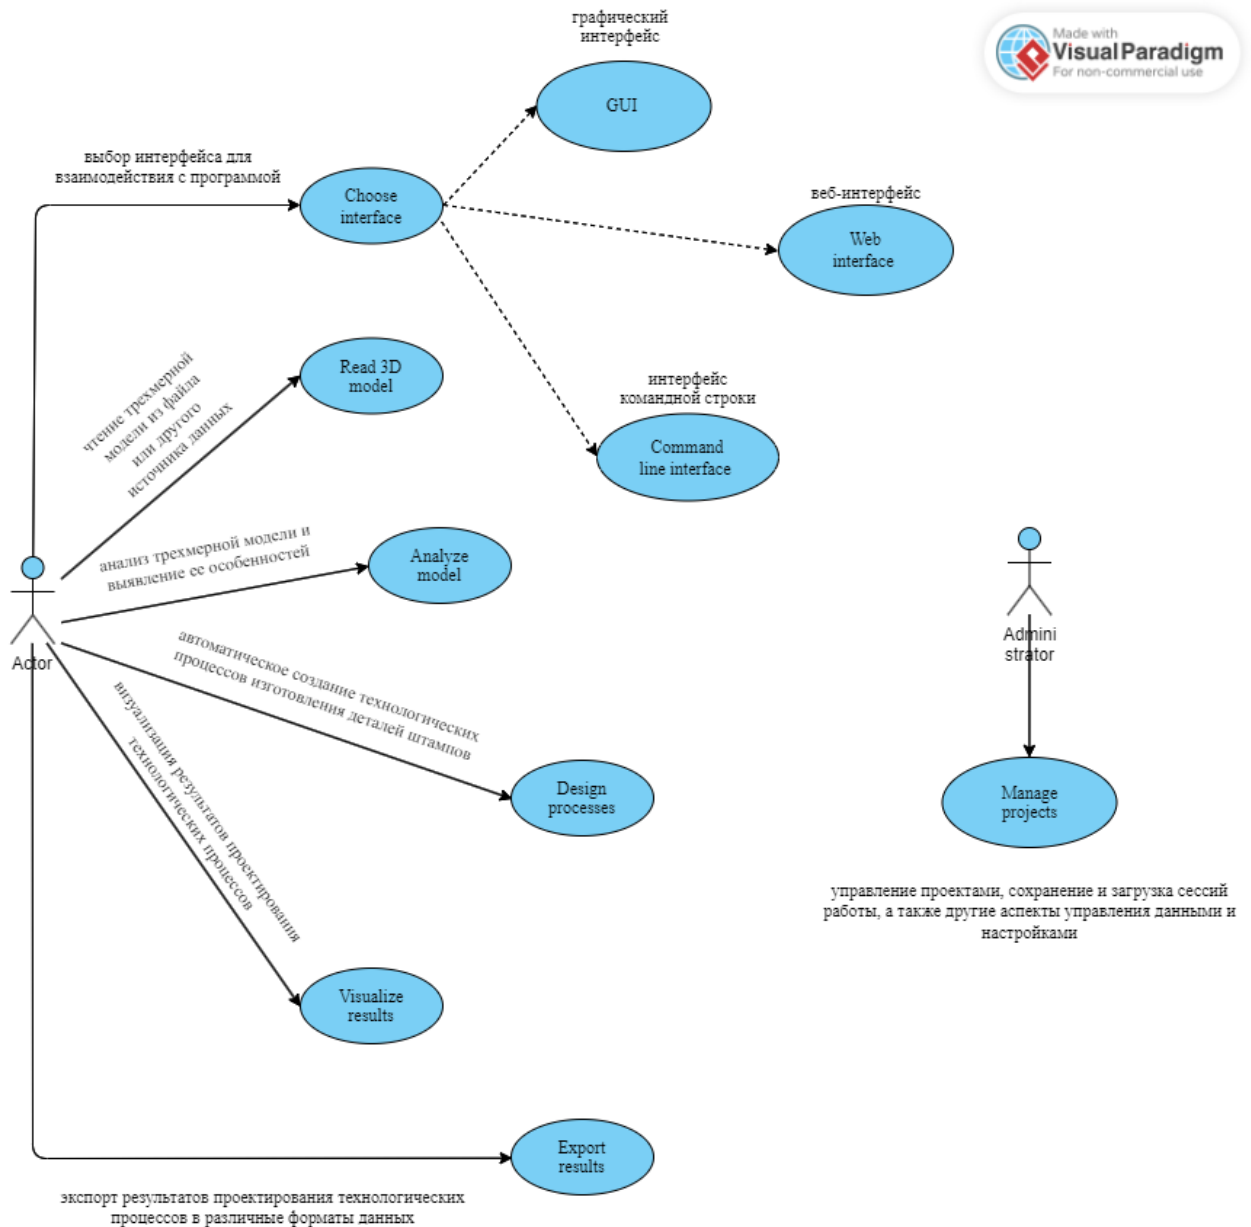 графический
интерфейс
Made with
Visual Paradigm
For non-commercial use
GUI
выбор интерфейса для
взаимодействия с программой
Choose
interface
веб-интерфейс
Web
interface
чтение трехмерной
модели из файла
или другого
источника данных
Read 3D
model
интерфейс
командной строки
Command
line interface
анализ трехмерной модели и
выявление ее особенностей
Analyze
model
Actor
Admini
strator
автоматическое создание технологических
процессов изготовления деталей штампов
Design
processes
Manage
projects
визуализация результатов проектирования
технологических процессов
управление проектами, сохранение и загрузка сессий
работы, а также другие аспекты управления данными и
настройками
Visualize
results
Export
results
экспорт результатов проектирования технологических
процессов в различные форматы данных